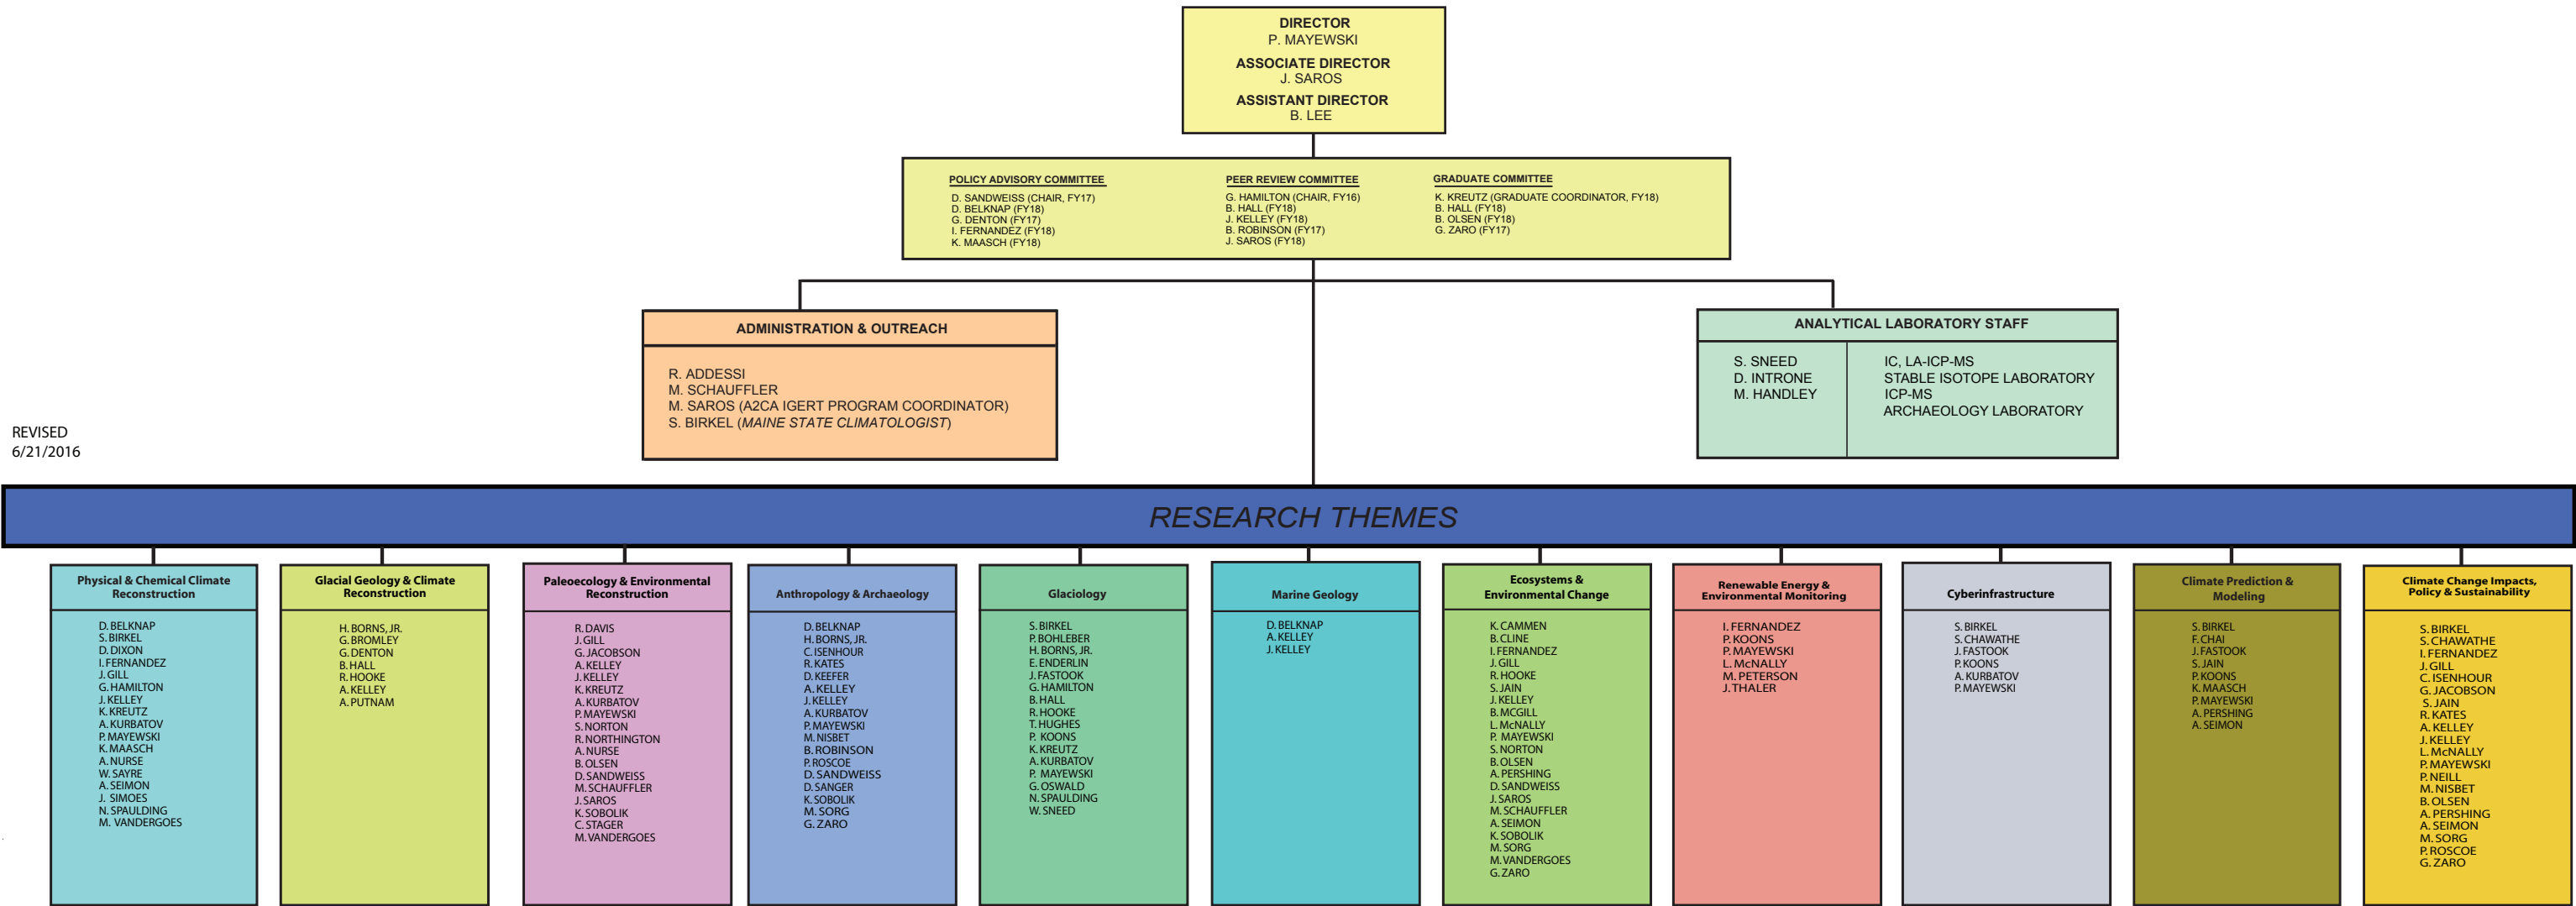 DIRECTOR
P. MAYEWSKI
ASSOCIATE DIRECTOR
J. SAROS
ASSISTANT DIRECTOR
B. LEE
POLICY ADVISORY COMMITTEE
D. SANDWEISS (CHAIR, FY17)
D. BELKNAP (FY18)
G. DENTON (FY17)
I. FERNANDEZ (FY18)
K. MAASCH (FY18)
PEER REVIEW COMMITTEE
G. HAMILTON (CHAIR, FY16)
B. HALL (FY18)
J. KELLEY (FY18)
B. ROBINSON (FY17)
J. SAROS (FY18)
GRADUATE COMMITTEE
K. KREUTZ (GRADUATE COORDINATOR, FY18)
B. HALL (FY18)
B. OLSEN (FY18)
G. ZARO (FY17)
ADMINISTRATION & OUTREACH
R. ADDESSI
M. SCHAUFFLER
M. SAROS (A2CA IGERT PROGRAM COORDINATOR)
S. BIRKEL (MAINE STATE CLIMATOLOGIST)
ANALYTICAL LABORATORY STAFF
S. SNEED
D. INTRONE
M. HANDLEY
IC, LA-ICP-MS
STABLE ISOTOPE LABORATORY
ICP-MS
ARCHAEOLOGY LABORATORY
REVISED
6/21/2016
RESEARCH THEMES
Physical & Chemical Climate
Reconstruction
D. BELKNAP
S. BIRKEL
D. DIXON
I. FERNANDEZ
J. GILL
G. HAMILTON
J. KELLEY
K. KREUTZ
A. KURBATOV
P. MAYEWSKI
K. MAASCH
A. NURSE
W. SAYRE
A. SEIMON
J. SIMOES
N. SPAULDING
M. VANDERGOES
Glacial Geology & Climate
Reconstruction
H. BORNS, JR.
G. BROMLEY
G. DENTON
B. HALL
R. HOOKE
A. KELLEY
A. PUTNAM
Paleoecology & Environmental
Reconstruction
R. DAVIS
J. GILL
G. JACOBSON
A. KELLEY
J. KELLEY
K. KREUTZ
A. KURBATOV
P. MAYEWSKI
S. NORTON
R. NORTHINGTON
A. NURSE
B. OLSEN
D. SANDWEISS
M. SCHAUFFLER
J. SAROS
K. SOBOLIK
C. STAGER
M. VANDERGOES
Anthropology & Archaeology
D. BELKNAP
H. BORNS, JR.
C. ISENHOUR
R. KATES
D. KEEFER
A. KELLEY
J. KELLEY
A. KURBATOV
P. MAYEWSKI
M. NISBET
B. ROBINSON
P. ROSCOE
D. SANDWEISS
D. SANGER
K. SOBOLIK
M. SORG
G. ZARO
Glaciology
S. BIRKEL
P. BOHLEBER
H. BORNS, JR.
E. ENDERLIN
J. FASTOOK
G. HAMILTON
B. HALL
R. HOOKE
T. HUGHES
P. KOONS
K. KREUTZ
A. KURBATOV
P. MAYEWSKI
G. OSWALD
N. SPAULDING
W. SNEED
Marine Geology
D. BELKNAP
A. KELLEY
J. KELLEY
Ecosystems &
Environmental Change
K. CAMMEN
B. CLINE
I. FERNANDEZ
J. GILL
R. HOOKE
S. JAIN
J. KELLEY
B. MCGILL
L. McNALLY
P. MAYEWSKI
S. NORTON
B. OLSEN
A. PERSHING
D. SANDWEISS
J. SAROS
M. SCHAUFFLER
A. SEIMON
K. SOBOLIK
M. SORG
M. VANDERGOES
G. ZARO
Renewable Energy &
Environmental Monitoring
I. FERNANDEZ
P. KOONS
P. MAYEWSKI
L. McNALLY
M. PETERSON
J. THALER
Cyberinfrastructure
S. BIRKEL
S. CHAWATHE
J. FASTOOK
P. KOONS
A. KURBATOV
P. MAYEWSKI
Climate Prediction &
Modeling
S. BIRKEL
F. CHAI
J. FASTOOK
S. JAIN
P. KOONS
K. MAASCH
P. MAYEWSKI
A. PERSHING
A. SEIMON
Climate Change Impacts,
Policy & Sustainability
S. BIRKEL
S. CHAWATHE
I. FERNANDEZ
J. GILL
C. ISENHOUR
G. JACOBSON
S. JAIN
R. KATES
A. KELLEY
J. KELLEY
L. McNALLY
P. MAYEWSKI
P. NEILL
M. NISBET
B. OLSEN
A. PERSHING
A. SEIMON
M. SORG
P. ROSCOE
G. ZARO